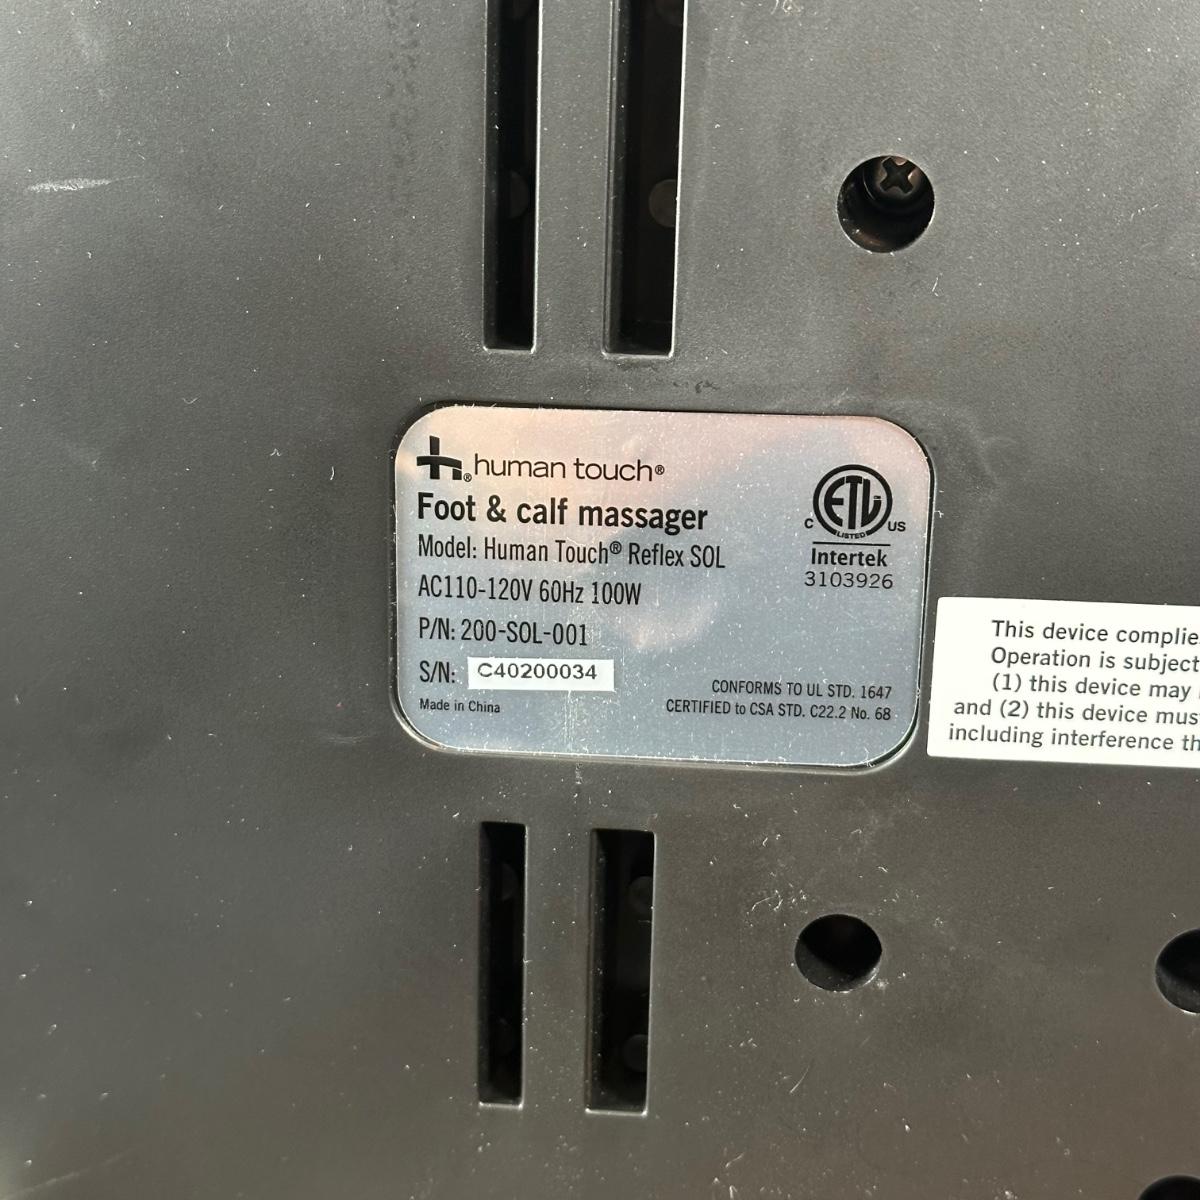 human touch®
Foot & calf massager
Model: Human Touch® Reflex SOL
AC110-120V 60Hz 100W
P/N: 200-SOL-001
S/N: C40200034
Made in China
ETL
C US
LISTED
Intertek
3103926
CONFORMS TO UL STD. 1647
CERTIFIED to CSA STD. C22.2 No. 68
This device complie
Operation is subject
(1) this device may
and (2) this device mus
including interference th